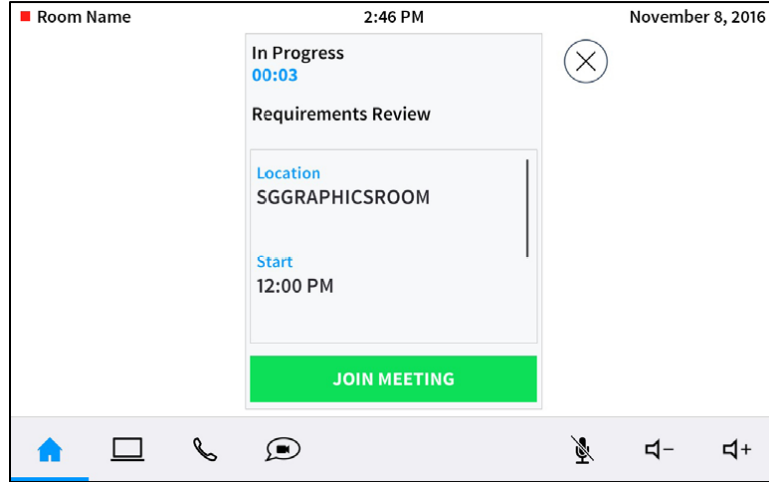 Room Name
2:46 PM
November 8, 2016
In Progress
00:03
Requirements Review
Location
SGGRAPHICSROOM
Start
12:00 PM
JOIN MEETING